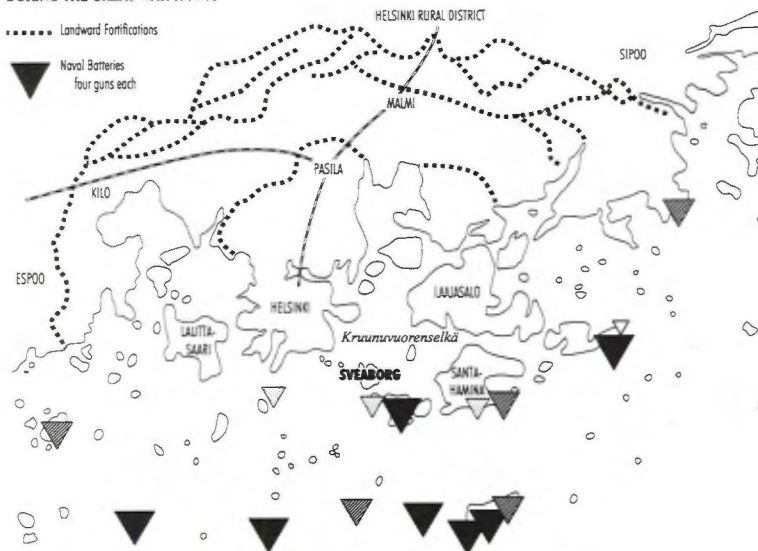 Landward Fortifications
Naval Batteries
four guns each
HELSINKI RURAL DISTRICT
SIPOO
MALMI
PASILA
KILO
ESPOO
LAAJASALO
HELSINKI
LAUTTA-
SAARI
Kruunuvuorenselkä
SVEABORG
SANTA-
HAMINA